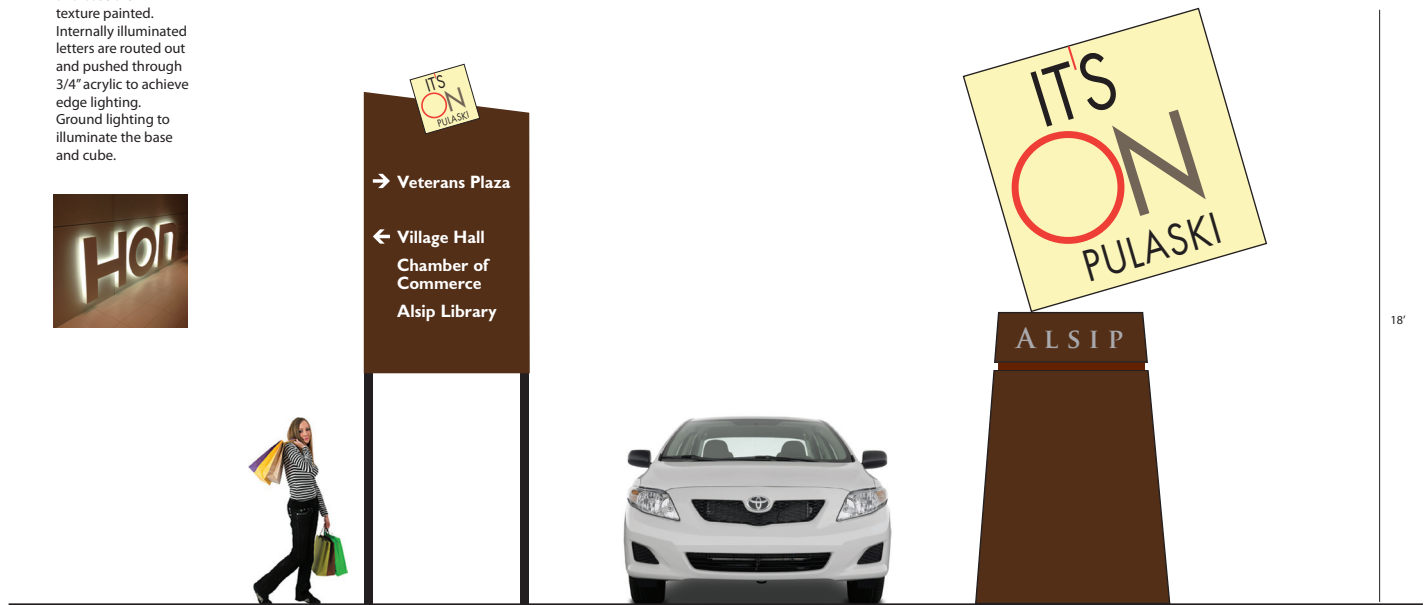 texture painted.
Internally illuminated
letters are routed out
and pushed through
3/4" acrylic to achieve
edge lighting.
Ground lighting to
illuminate the base
and cube.
HO
IT'S
ON
PULASKI
→ Veterans Plaza
← Village Hall
Chamber of
Commerce
Alsip Library
IT'S
ON
PULASKI
ALSIP
18'